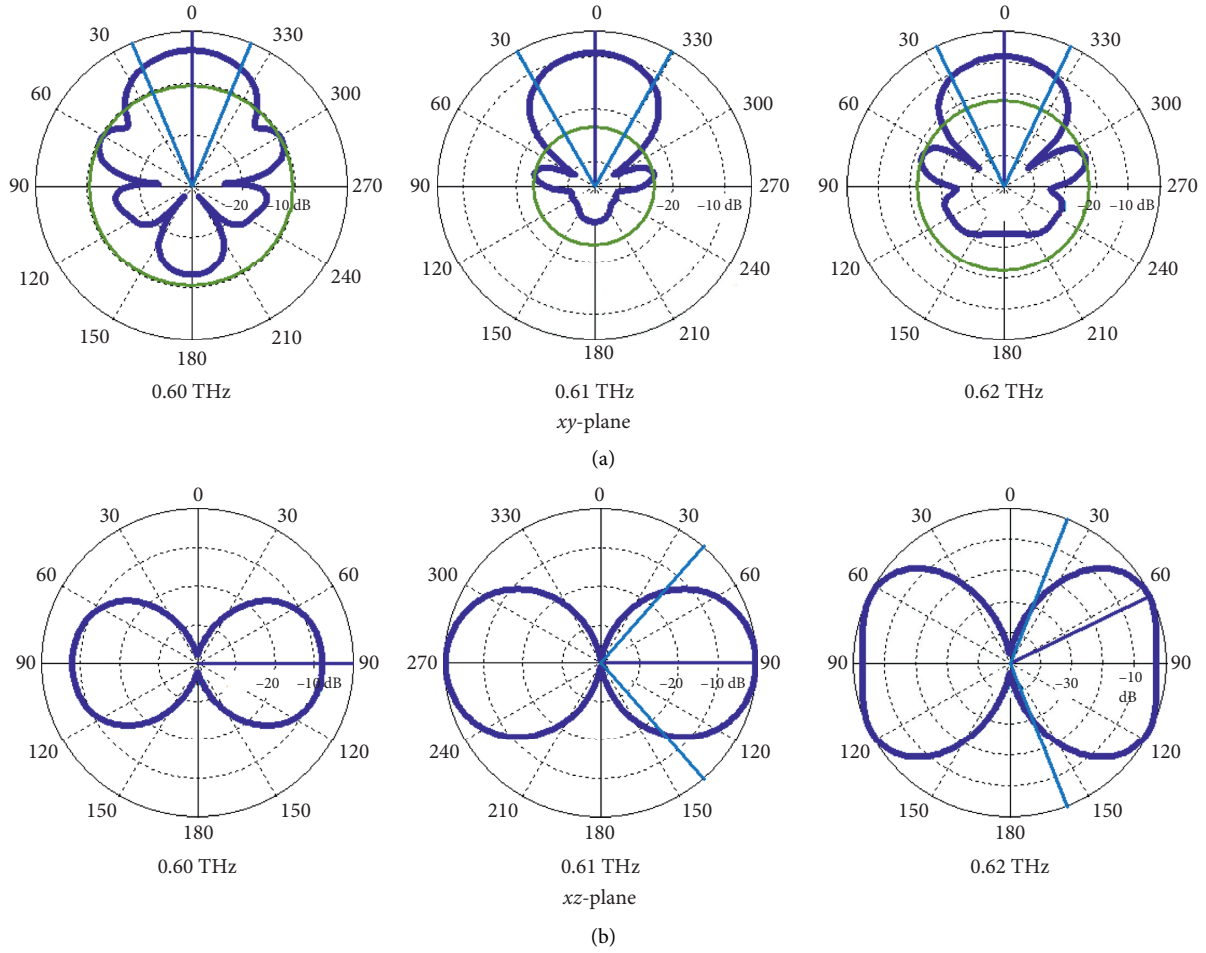 0 0 0
30 330 30 330 30 330
60 300 60 300 60 300
90 270 90 270 90 270
−20 −10 dB −20 −10 dB −20 −10 dB
120 240 120 240 120 240
150 210 150 210 150 210
180 180 180
0.60 THz 0.61 THz 0.62 THz
xy-plane
(a)
0 0 0
30 30 330 30 30 30
60 60 300 60 60 60
90 90 270 90 90 90
−20 −10 dB −20 −10 dB −30 −10
dB
120 120 240 120 120 120
150 150 210 150 150 150
180 180 180
0.60 THz 0.61 THz 0.62 THz
xz-plane
(b)